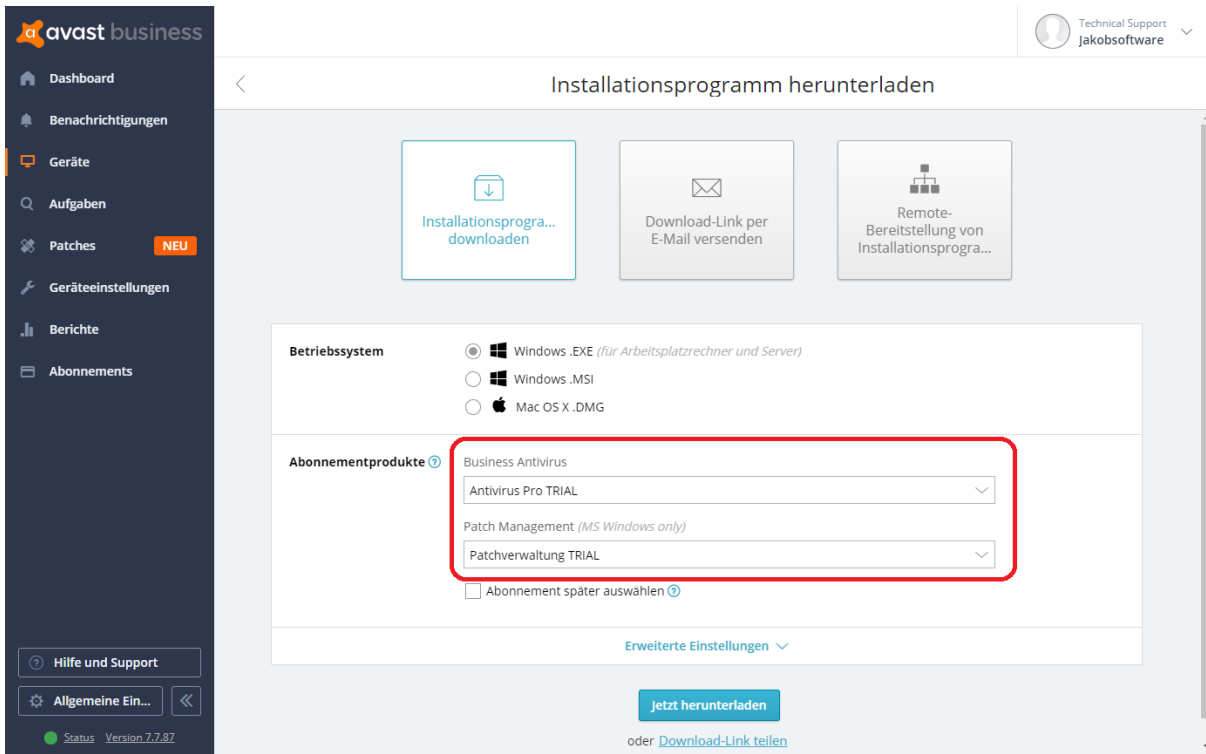 avast business
Technical Support
Jakobsoftware
Dashboard
Benachrichtigungen
Geräte
Aufgaben
Patches NEU
Geräteeinstellungen
Berichte
Abonnements
Hilfe und Support
Allgemeine Ein...
Status Version 7.7.87
Installationsprogramm herunterladen
Installationsprogra...
downloaden
Download-Link per
E-Mail versenden
Remote-
Bereitstellung von
Installationsprogra...
Betriebssystem
Windows .EXE (für Arbeitsplatzrechner und Server)
Windows .MSI
Mac OS X .DMG
Abonnementprodukte ?
Business Antivirus
Antivirus Pro TRIAL
Patch Management (MS Windows only)
Patchverwaltung TRIAL
Abonnement später auswählen ?
Erweiterte Einstellungen
Jetzt herunterladen
oder Download-Link teilen